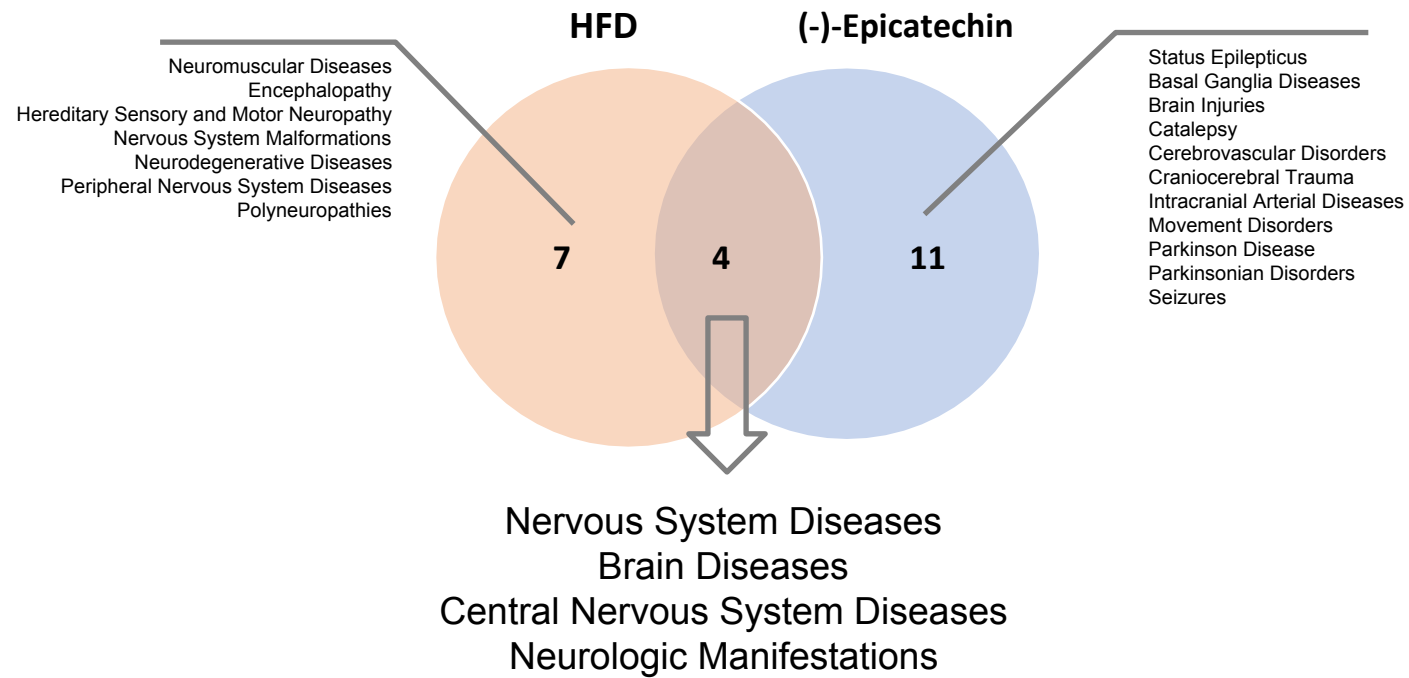 HFD
(-)-Epicatechin
Neuromuscular Diseases
Encephalopathy
Hereditary Sensory and Motor Neuropathy
Nervous System Malformations
Neurodegenerative Diseases
Peripheral Nervous System Diseases
Polyneuropathies
7
4
11
Status Epilepticus
Basal Ganglia Diseases
Brain Injuries
Catalepsy
Cerebrovascular Disorders
Craniocerebral Trauma
Intracranial Arterial Diseases
Movement Disorders
Parkinson Disease
Parkinsonian Disorders
Seizures
Nervous System Diseases
Brain Diseases
Central Nervous System Diseases
Neurologic Manifestations